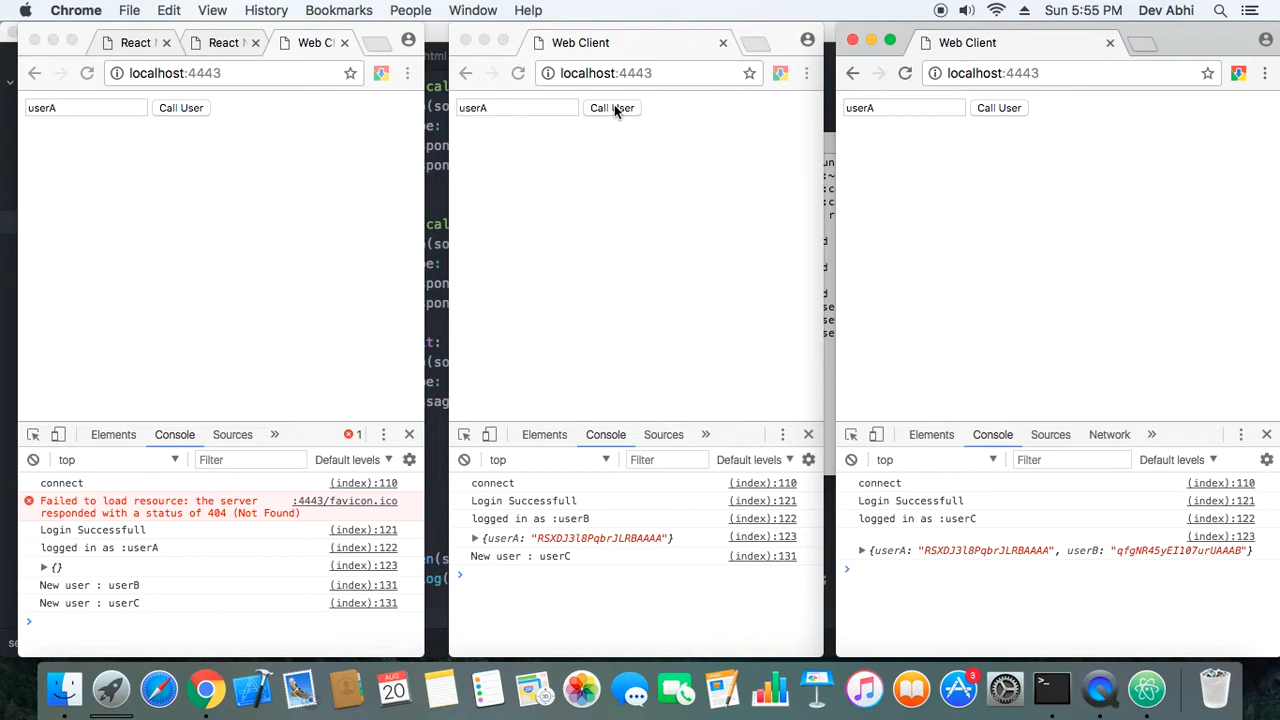 Chrome File Edit View History Bookmarks People Window Help Sun 5:55 PM Dev Abhi
React N
React N
Web Cl
localhost:4443
userA Call User
Elements Console Sources » 1
top Filter Default levels
connect (index):110
Failed to load resource: the server :4443/favicon.ico
responded with a status of 404 (Not Found)
Login Successfull (index):121
logged in as :userA (index):122
{} (index):123
New user : userB (index):131
New user : userC (index):131
Web Client
localhost:4443
userA Call User
Elements Console Sources »
top Filter Default levels
connect (index):110
Login Successfull (index):121
logged in as :userB (index):122
{userA: "RSXDJ3l8PqbrJLRBAAAA"} (index):123
New user : userC (index):131
Web Client
localhost:4443
userA Call User
Elements Console Sources Network »
top Filter Default levels
connect (index):110
Login Successfull (index):121
logged in as :userC (index):122
(index):123
{userA: "RSXDJ3l8PqbrJLRBAAAA", userB: "qfgNR45yEI107urUAAAB"}
AUG
20
3